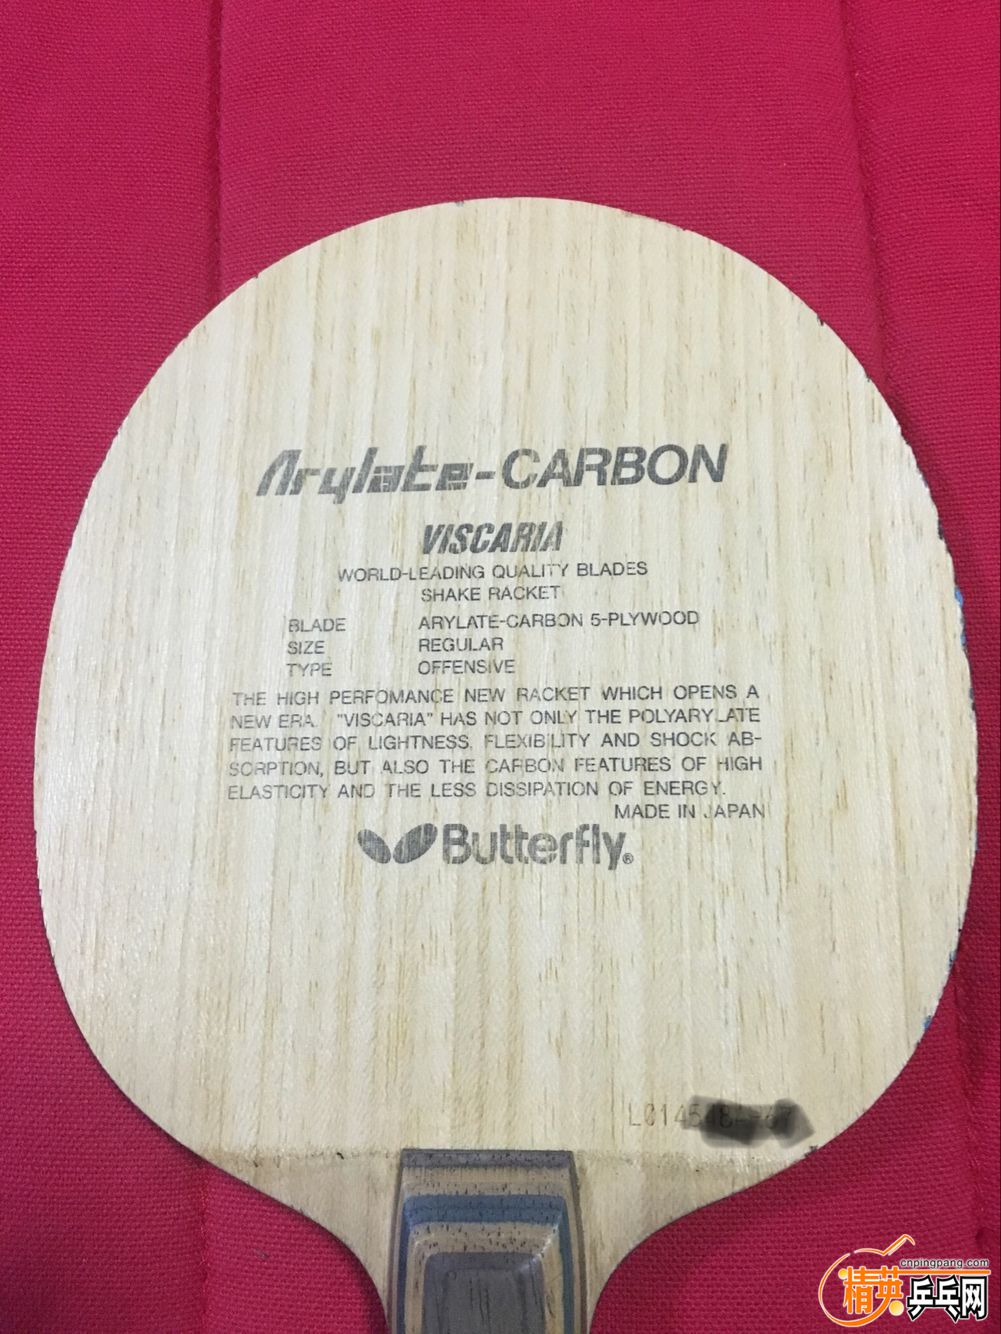 Arylate-CARBON
VISCARIA
WORLD-LEADING QUALITY BLADES
SHAKE RACKET
BLADE ARYLATE-CARBON 5-PLYWOOD
SIZE REGULAR
TYPE OFFENSIVE
THE HIGH PERFOMANCE NEW RACKET WHICH OPENS A
NEW ERA. "VISCARIA" HAS NOT ONLY THE POLYARYLATE
FEATURES OF LIGHTNESS, FLEXIBILITY AND SHOCK AB-
SORPTION, BUT ALSO THE CARBON FEATURES OF HIGH
ELASTICITY AND THE LESS DISSIPATION OF ENERGY.
MADE IN JAPAN
Butterfly®
cnpingpang.com
精英乒乓网